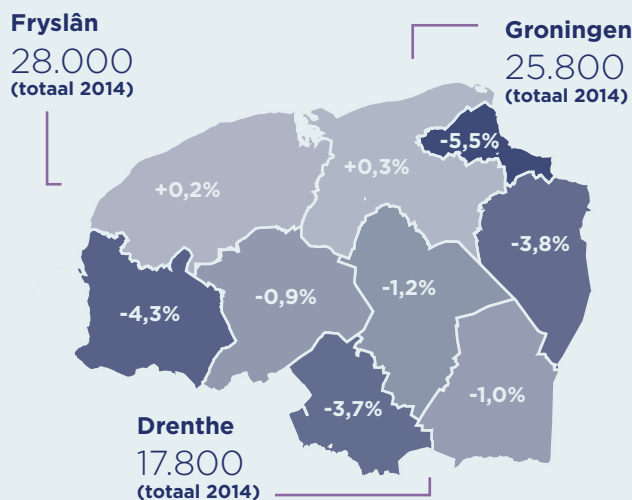 Fryslân
28.000
(totaal 2014)
Groningen
25.800
(totaal 2014)
-5,5%
+0,3%
+0,2%
-3,8%
-1,2%
-0,9%
-4,3%
-1,0%
-3,7%
Drenthe
17.800
(totaal 2014)